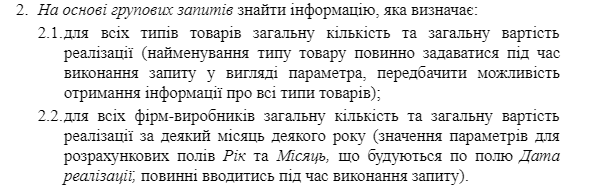 2. На основі групових запитів знайти інформацію, яка визначає:
2.1.для всіх типів товарів загальну кількість та загальну вартість
реалізації (найменування типу товару повинно задаватися під час
виконання запиту у вигляді параметра, передбачити можливість
отримання інформації про всі типи товарів);
2.2.для всіх фірм-виробників загальну кількість та загальну вартість
реалізації за деякий місяць деякого року (значення параметрів для
розрахункових полів Рік та Місяць, що будуються по полю Дата
реалізації, повинні вводитись під час виконання запиту).